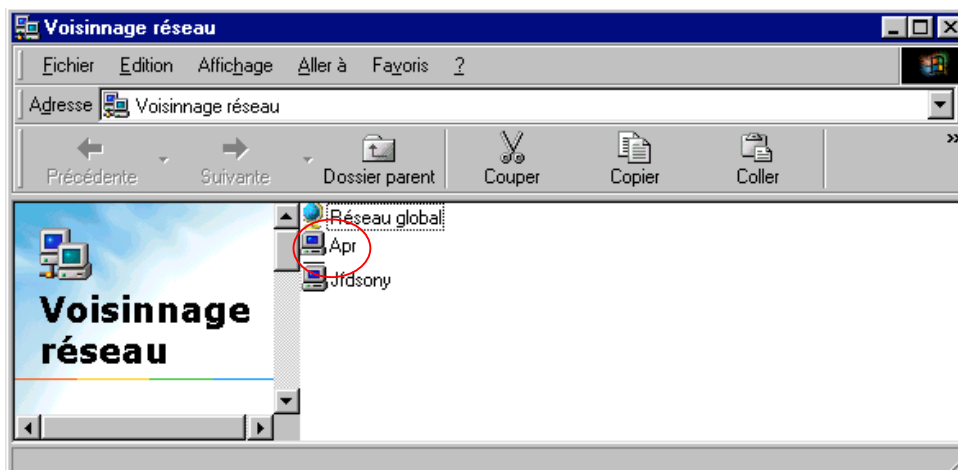 Voisinnage réseau
Fichier Edition Affichage Aller à Favoris ?
Adresse Voisinnage réseau
Précédente Suivante Dossier parent Couper Copier Coller »
Réseau global
Apr
Jfdsony
Voisinnage
réseau